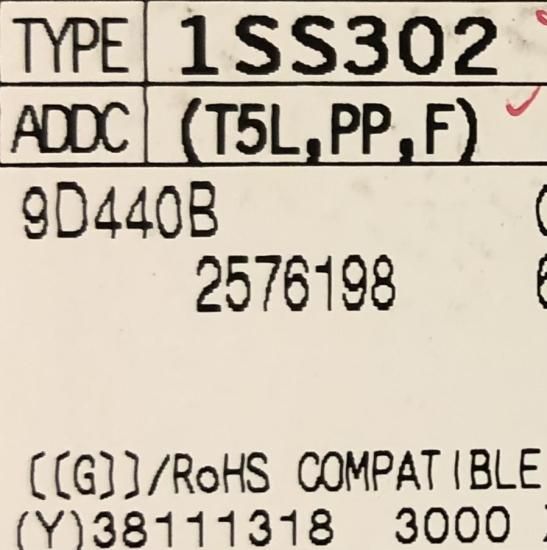 TYPE 1SS302
ADDC (T5L,PP,F)
9D440B
2576198
[[G]]/RoHS COMPATIBLE
(Y)38111318 3000